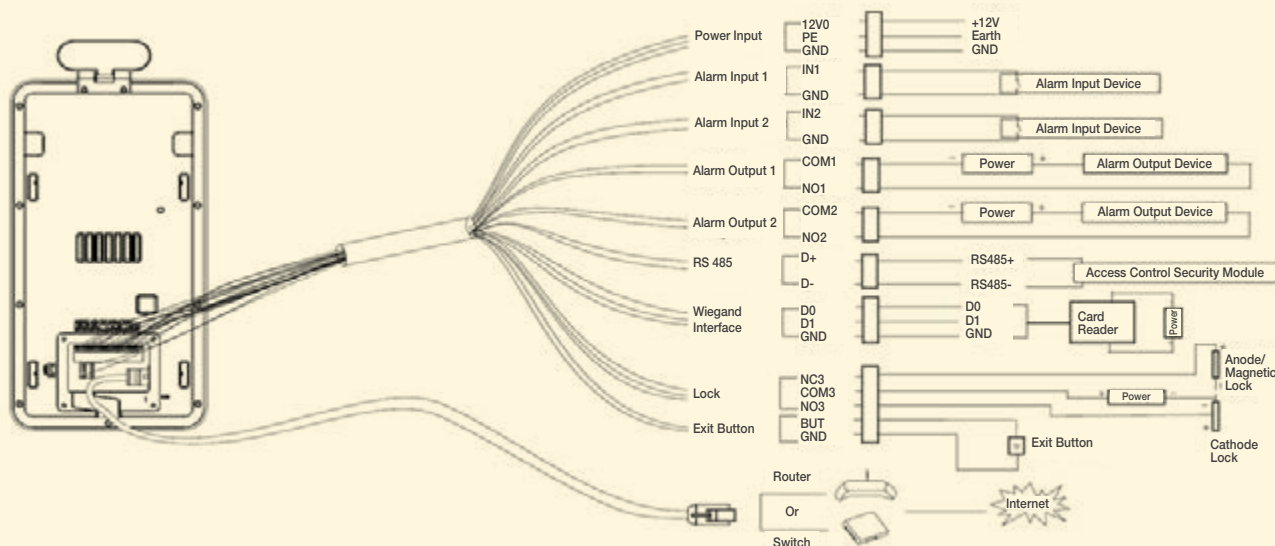 Power Input
12V0
PE
GND
+12V
Earth
GND
Alarm Input 1
IN1
GND
Alarm Input Device
Alarm Input 2
IN2
GND
Alarm Input Device
Alarm Output 1
COM1
NO1
− Power +
Alarm Output Device
Alarm Output 2
COM2
NO2
− Power +
Alarm Output Device
RS 485
D+
D-
RS485+
RS485-
Access Control Security Module
Wiegand
Interface
D0
D1
GND
D0
D1
GND
Card
Reader
Power
Lock
NC3
COM3
NO3
Power
Anode/
Magnetic
Lock
Cathode
Lock
Exit Button
BUT
GND
Exit Button
Router
Or
Switch
Internet